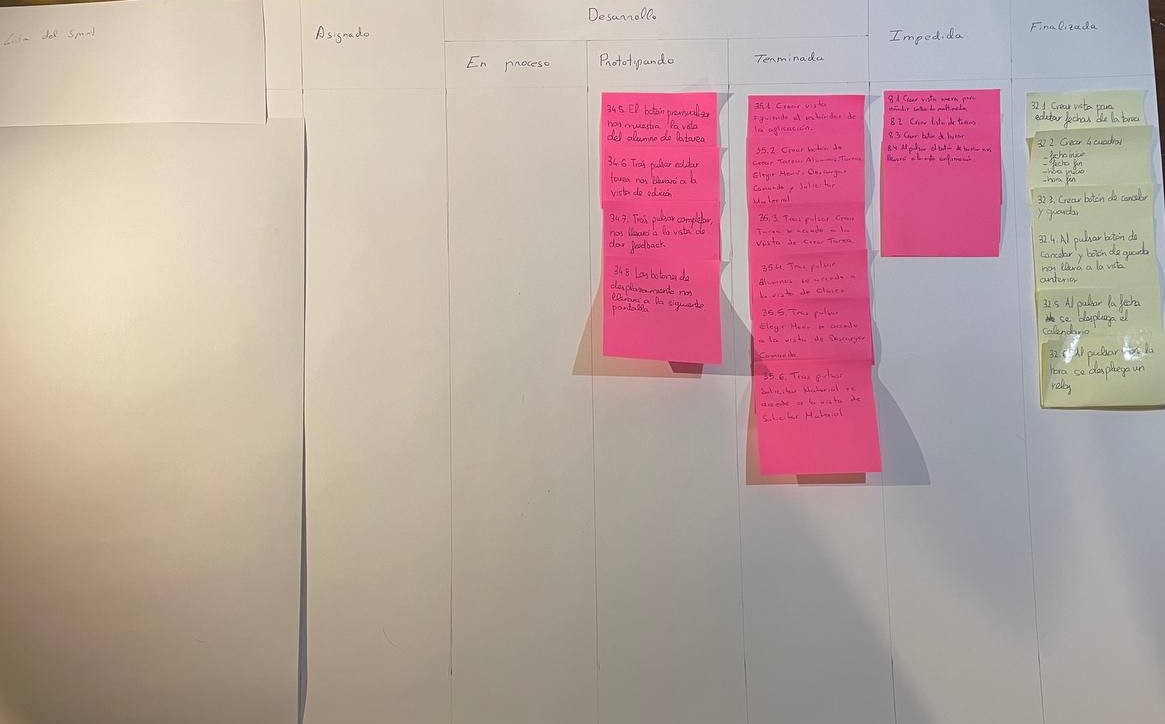 Lista del Sprint
Asignado
Desarrollo
En proceso
Prototipando
Terminada
Impedida
Finalizada
34.5. El botón previsualizar
nos muestra la vista
del alumno de la tarea
34.6 Tras pulsar editar
tarea nos llevará a la
vista de edición
34.7. Tras pulsar completar,
nos llevará a la vista de
dar feedback
34.8. Los botones de
desplazamiento nos
llevará a la siguiente
pantalla
35.1. Crear vista
siguiendo el estándar de
la aplicación.
35.2. Crear botón de
Crear Tarea, Alumnos, Tarea,
Elegir Menú, Descargar
Comanda y Solicitar
Material
35.3. Tras pulsar Crear
Tarea se accede a la
vista de Crear Tarea.
35.4. Tras pulsar
Alumnos se accede a
la vista de Clases
35.5. Tras pulsar
Elegir Menú se accede
a la vista de Descargar
Comanda.
35.6. Tras pulsar
Solicitar Material se
accede a la vista de
Solicitar Material
8.1 Crear vista nueva para
8.2. Crear lista de tareas
8.3 Crear botón de borrar
8.4. Al pulsar el botón de borrar nos
llevará a la vista confirmación
32.1 Crear vista para
editar fechas de la tarea
32.2. Crear 4 cuadros
-fecha inicio
-fecha fin
-hora inicio
-hora fin
32.3. Crear botón de cancelar
y guardar
32.4. Al pulsar botón de
cancelar y botón de guarda
nos lleva a la vista
anterior
32.5 Al pulsar la fecha
se despliega el
calendario
32. Al pulsar la
hora se despliega un
reloj